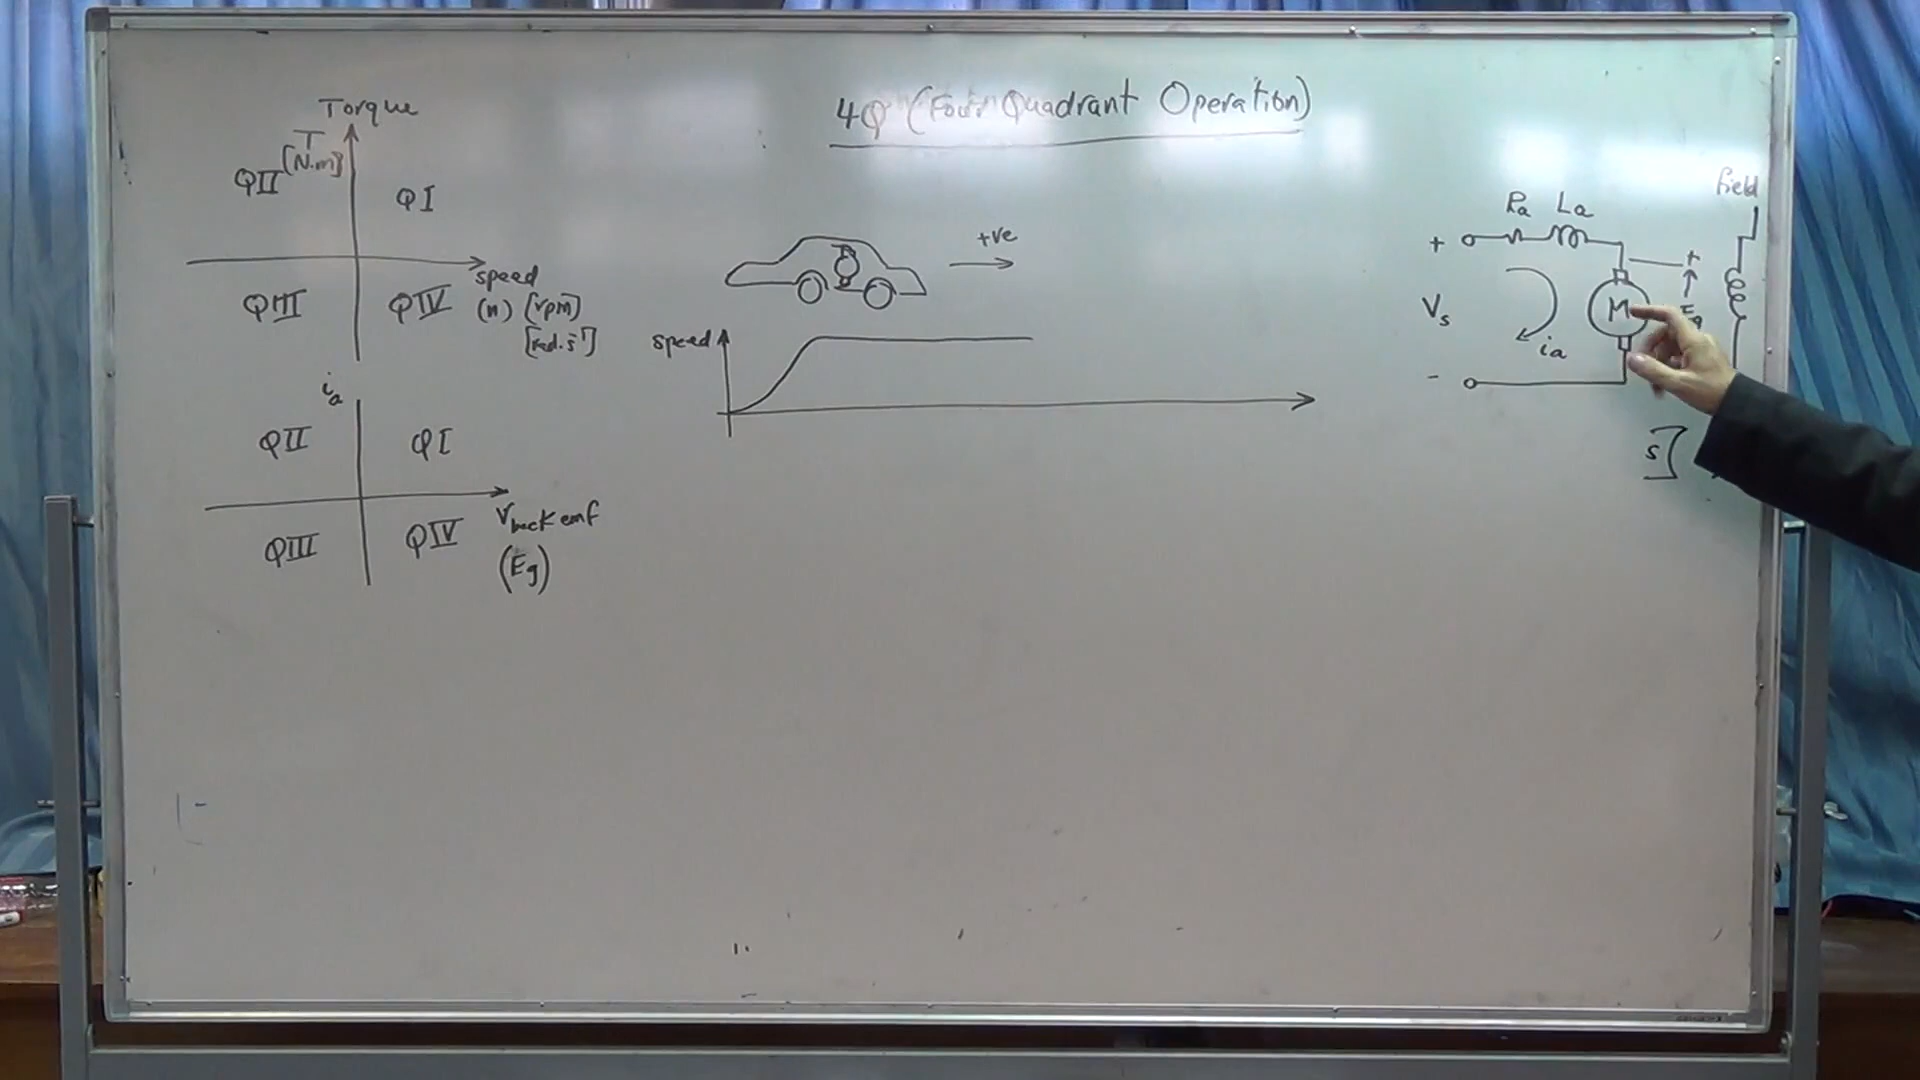 4Q (Four Quadrant Operation)
Torque
T
[N.m]
QII
QI
speed
QIII
QIV
(n) [rpm]
[rad.s⁻¹]
ia
QII
QI
Vback emf
QIII
QIV
(Eg)
+ve
speed
field
Ra La
+
+
M
Eg
Vs
ia
-
S